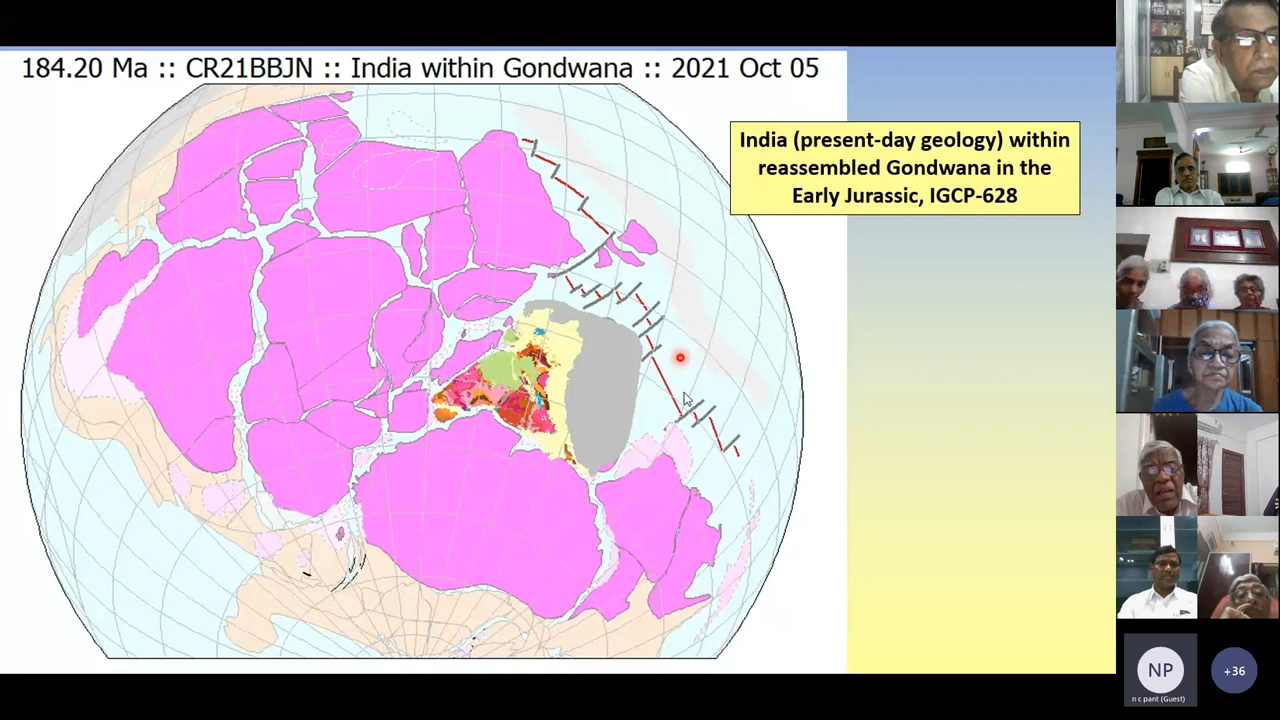 184.20 Ma :: CR21BBJN :: India within Gondwana :: 2021 Oct 05
India (present-day geology) within
reassembled Gondwana in the
Early Jurassic, IGCP-628
NP
n c pant (Guest)
+36